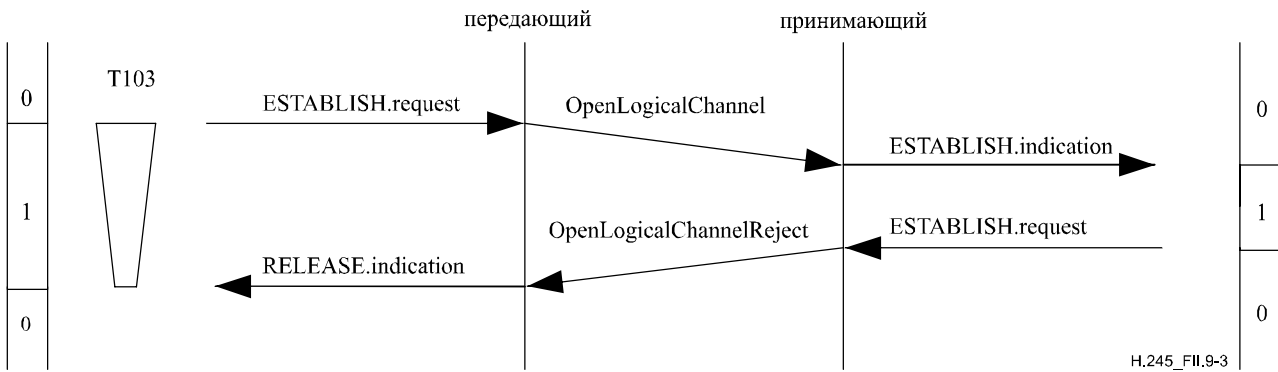 передающий
принимающий
T103
0
0
ESTABLISH.request
OpenLogicalChannel
ESTABLISH.indication
1
1
OpenLogicalChannelReject
ESTABLISH.request
RELEASE.indication
0
0
H.245_FII.9-3